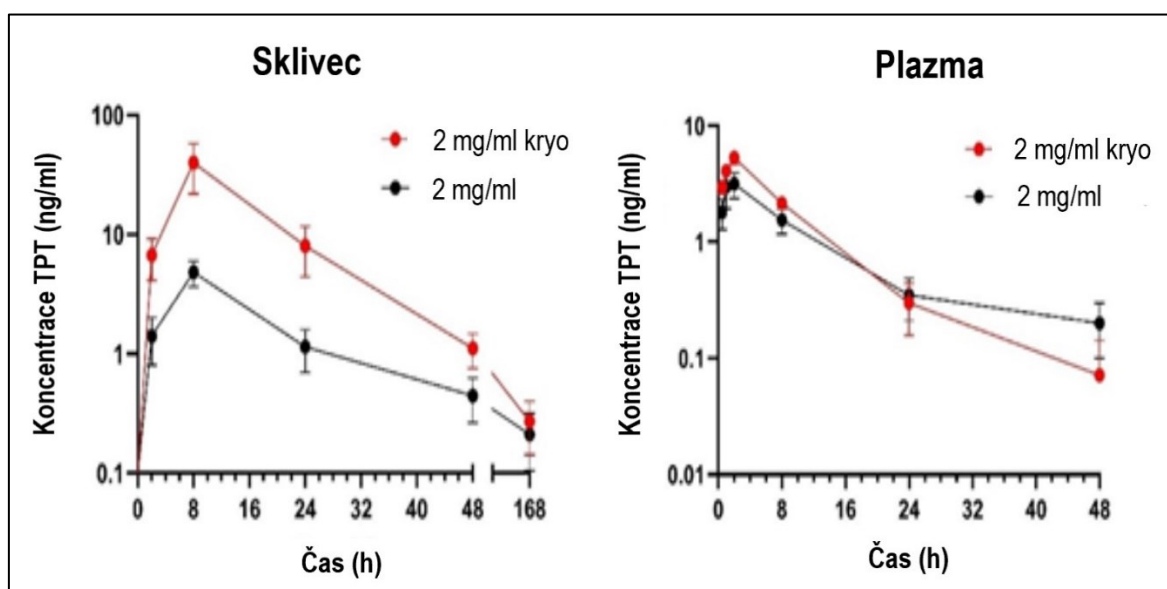 Sklivec
Koncentrace TPT (ng/ml)
100
10
1
0.1
2 mg/ml kryo
2 mg/ml
0 8 16 24 32 40 48 168
Čas (h)
Plazma
Koncentrace TPT (ng/ml)
10
1
0.1
0.01
2 mg/ml kryo
2 mg/ml
0 8 16 24 32 40 48
Čas (h)